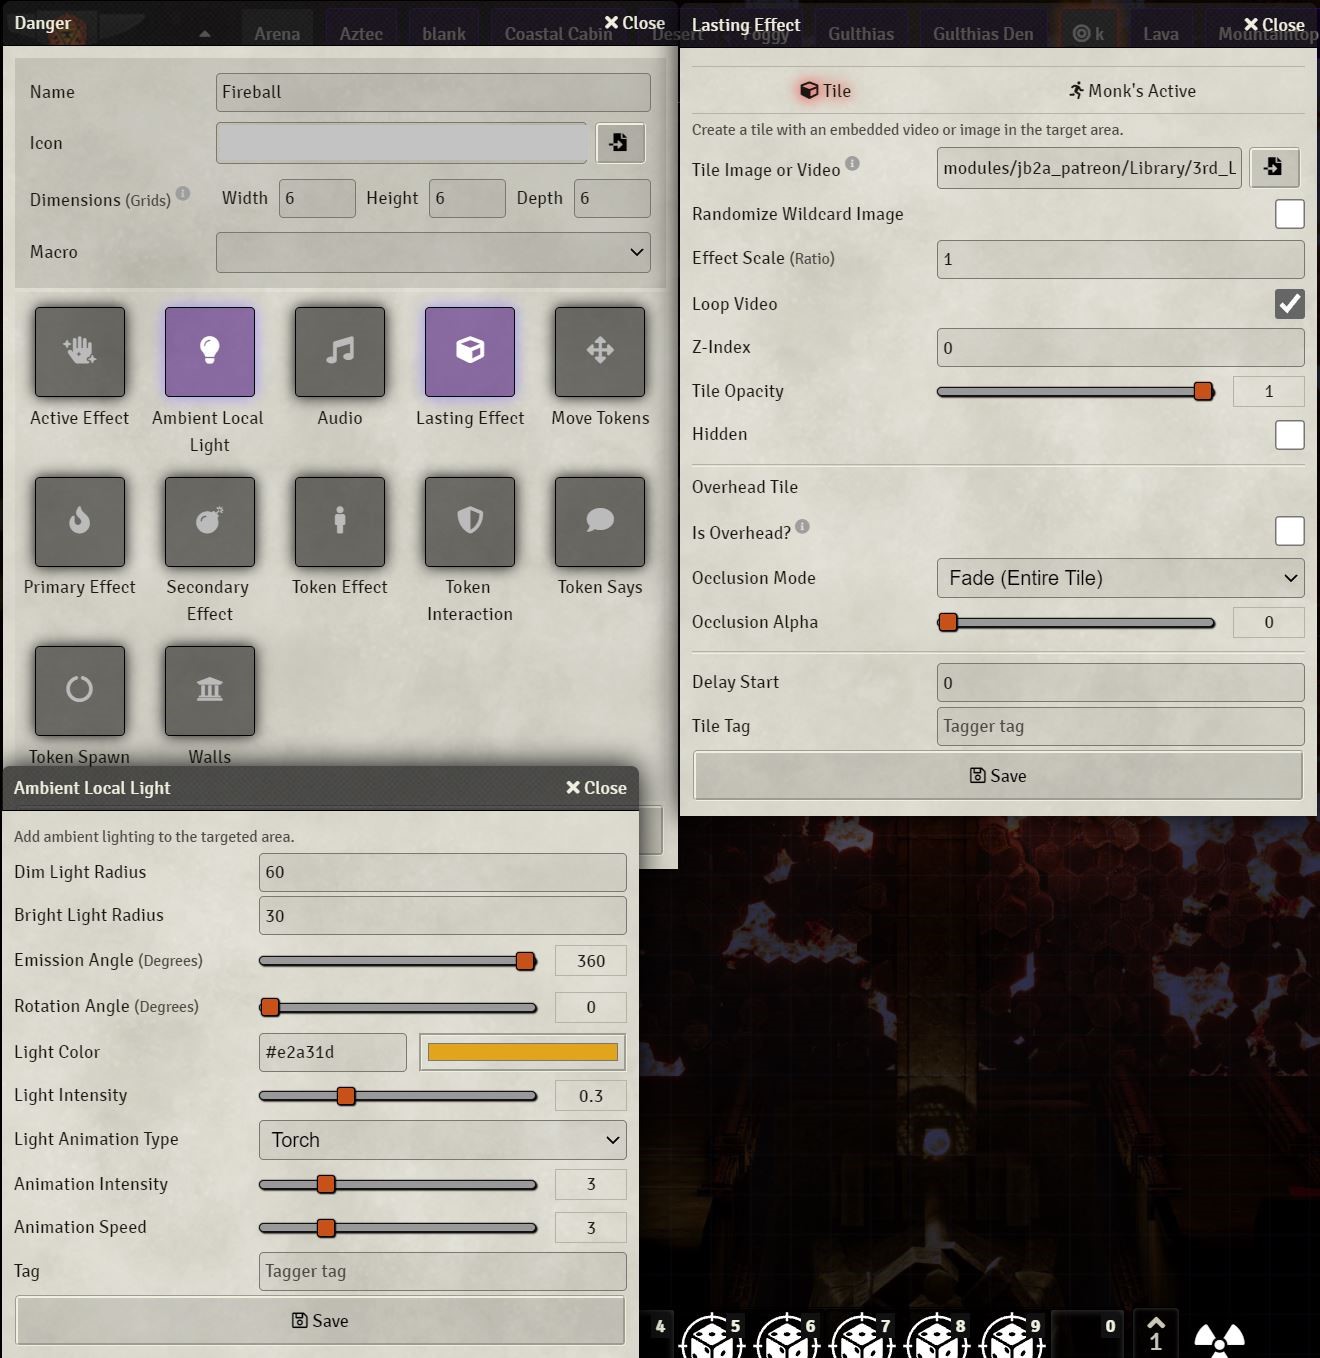 Danger
Close
Lasting Effect
Close
Arena
Aztec
blank
Coastal Cabin
Desert
Foggy
Gulthias
Gulthias Den
k
Lava
Mountaintop
Name
Fireball
Icon
Dimensions (Grids)
Width
6
Height
6
Depth
6
Macro
Active Effect
Ambient Local
Light
Audio
Lasting Effect
Move Tokens
Primary Effect
Secondary
Effect
Token Effect
Token
Interaction
Token Says
Token Spawn
Walls
Tile
Monk's Active
Create a tile with an embedded video or image in the target area.
Tile Image or Video
modules/jb2a_patreon/Library/3rd_L
Randomize Wildcard Image
Effect Scale (Ratio)
1
Loop Video
Z-Index
0
Tile Opacity
1
Hidden
Overhead Tile
Is Overhead?
Occlusion Mode
Fade (Entire Tile)
Occlusion Alpha
0
Delay Start
0
Tile Tag
Tagger tag
Save
Ambient Local Light
Close
Add ambient lighting to the targeted area.
Dim Light Radius
60
Bright Light Radius
30
Emission Angle (Degrees)
360
Rotation Angle (Degrees)
0
Light Color
#e2a31d
Light Intensity
0.3
Light Animation Type
Torch
Animation Intensity
3
Animation Speed
3
Tag
Tagger tag
Save
4
5
6
7
8
9
0
1